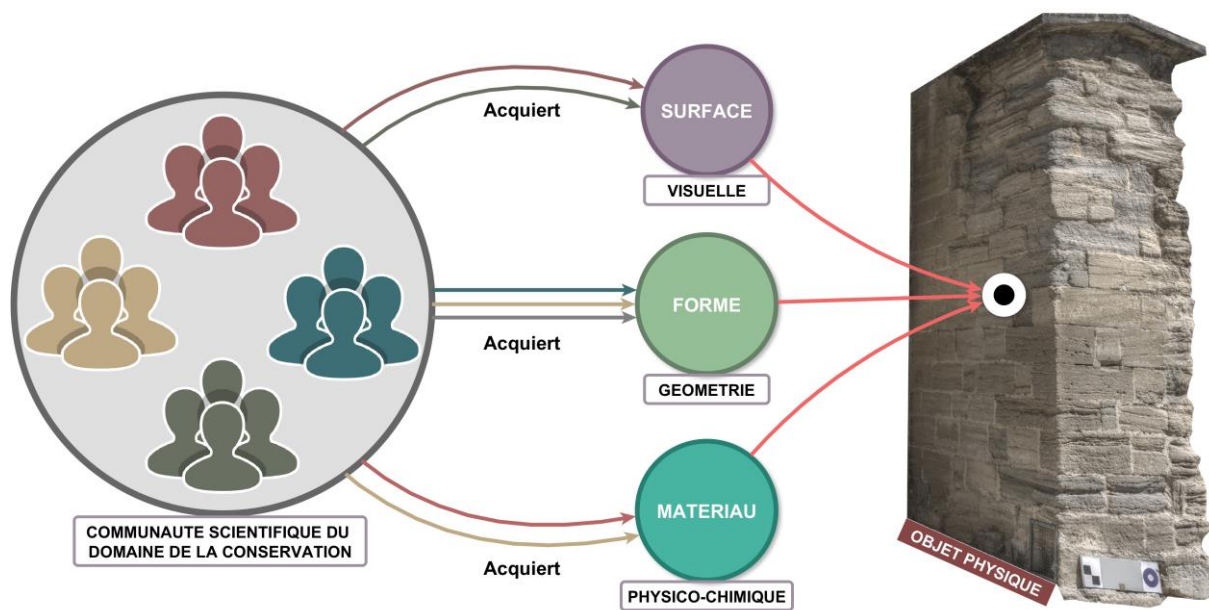 Acquiert
SURFACE
VISUELLE
Acquiert
FORME
GEOMETRIE
COMMUNAUTE SCIENTIFIQUE DU
DOMAINE DE LA CONSERVATION
Acquiert
MATERIAU
PHYSICO-CHIMIQUE
OBJET PHYSIQUE